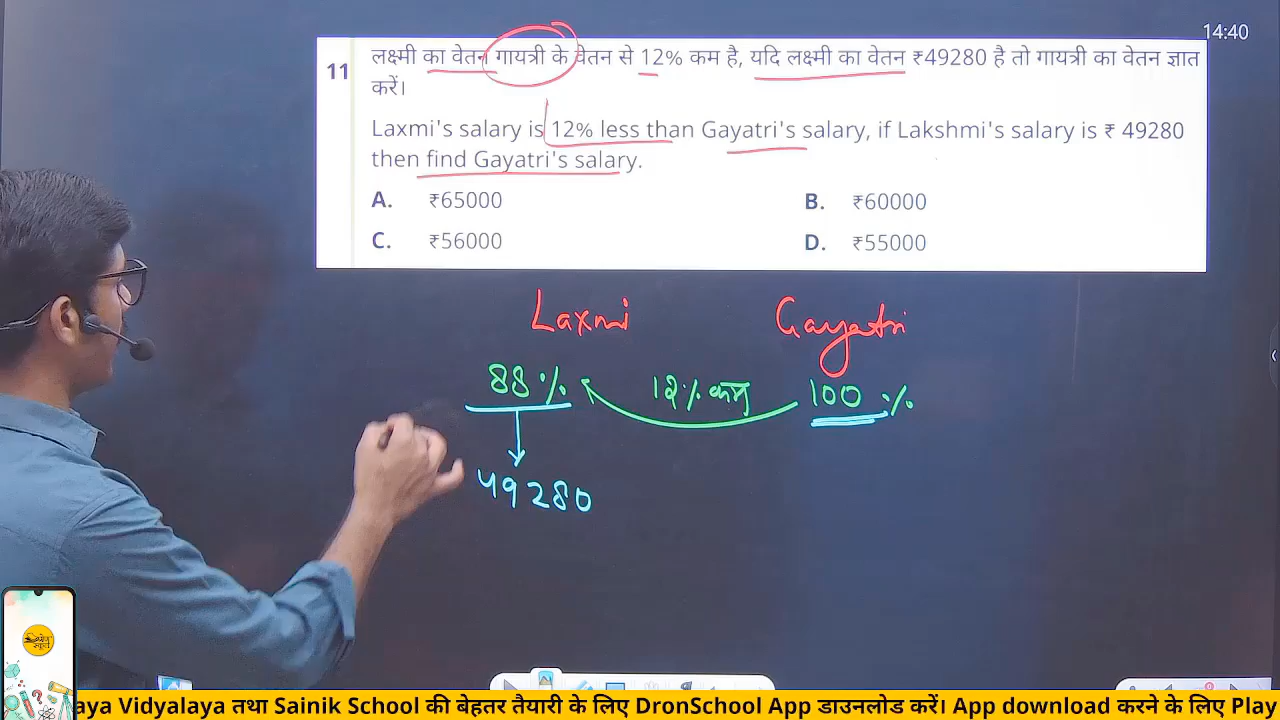 14:40
11
लक्ष्मी का वेतन गायत्री के वेतन से 12% कम है, यदि लक्ष्मी का वेतन ₹49280 है तो गायत्री का वेतन ज्ञात
करें।
Laxmi's salary is 12% less than Gayatri's salary, if Lakshmi's salary is ₹ 49280
then find Gayatri's salary.
A. ₹65000 B. ₹60000
C. ₹56000 D. ₹55000
Laxmi Gayatri
88% 12% कम 100%
49280
aya Vidyalaya तथा Sainik School की बेहतर तैयारी के लिए DronSchool App डाउनलोड करें। App download करने के लिए Play